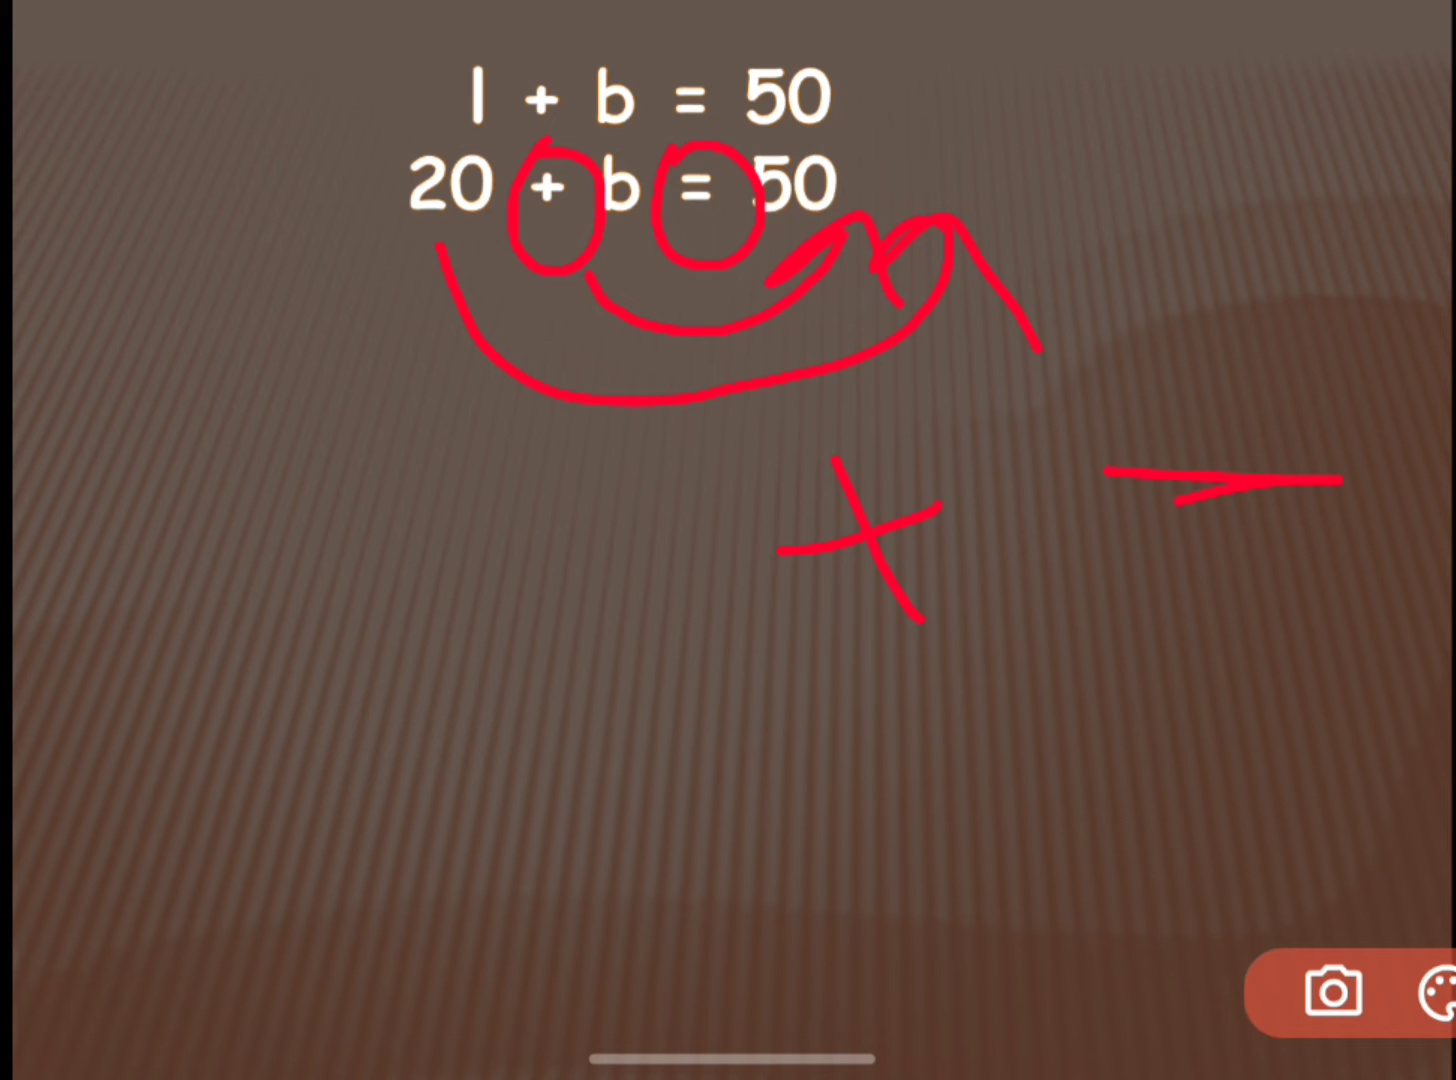 l + b = 50
20 + b = 50
+ −